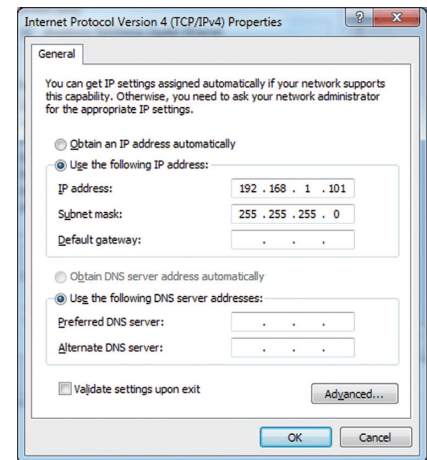 Internet Protocol Version 4 (TCP/IPv4) Properties
General
You can get IP settings assigned automatically if your network supports
this capability. Otherwise, you need to ask your network administrator
for the appropriate IP settings.
Obtain an IP address automatically
Use the following IP address:
IP address: 192 . 168 . 1 . 101
Subnet mask: 255 . 255 . 255 . 0
Default gateway: . . .
Obtain DNS server address automatically
Use the following DNS server addresses:
Preferred DNS server: . . .
Alternate DNS server: . . .
Validate settings upon exit
Advanced...
OK Cancel